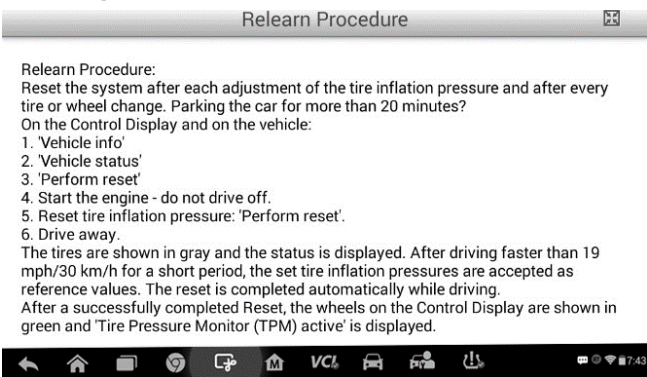 Relearn Procedure
Relearn Procedure:
Reset the system after each adjustment of the tire inflation pressure and after every
tire or wheel change. Parking the car for more than 20 minutes?
On the Control Display and on the vehicle:
1. 'Vehicle info'
2. 'Vehicle status'
3. 'Perform reset'
4. Start the engine - do not drive off.
5. Reset tire inflation pressure: 'Perform reset'.
6. Drive away.
The tires are shown in gray and the status is displayed. After driving faster than 19
mph/30 km/h for a short period, the set tire inflation pressures are accepted as
reference values. The reset is completed automatically while driving.
After a successfully completed Reset, the wheels on the Control Display are shown in
green and 'Tire Pressure Monitor (TPM) active' is displayed.
M VCI 7:43